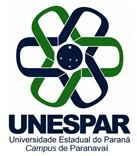 UNESPAR
Universidade Estadual do Paraná
Campus de Paranavaí